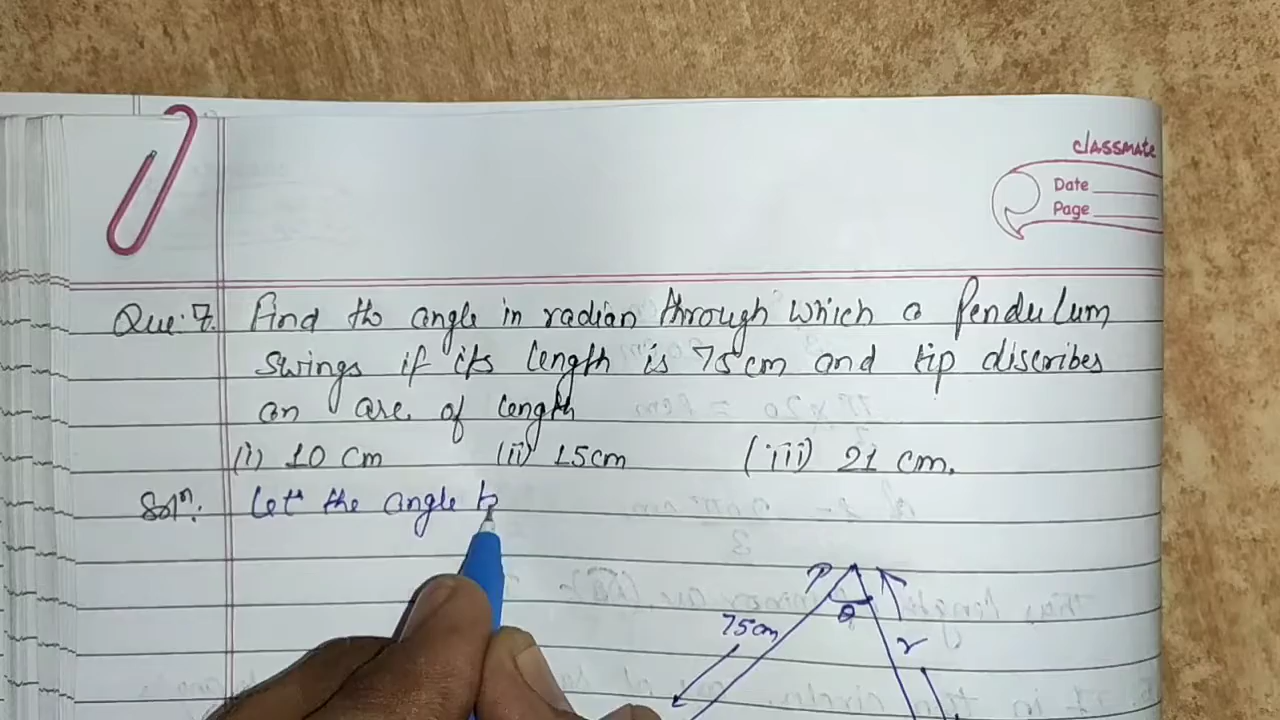 classmate
Date
Page
Que:7. Find the angle in radian through which a Pendulum
swings if its length is 75cm and tip discribes
an arc of length
(i) 10 cm (ii) 15cm (iii) 21 cm.
Solⁿ: Let the angle b
θ
75cm
r